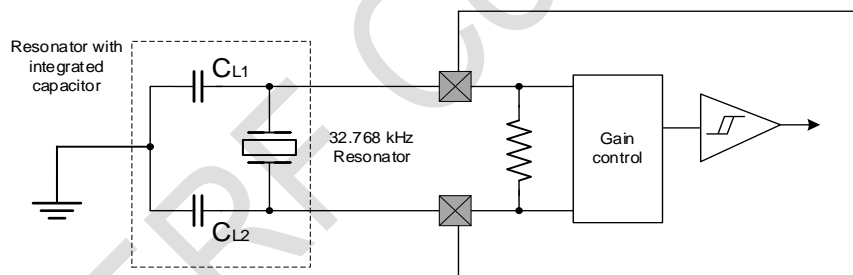 Resonator with
integrated
capacitor
CL1
32.768 kHz
Resonator
CL2
Gain
control